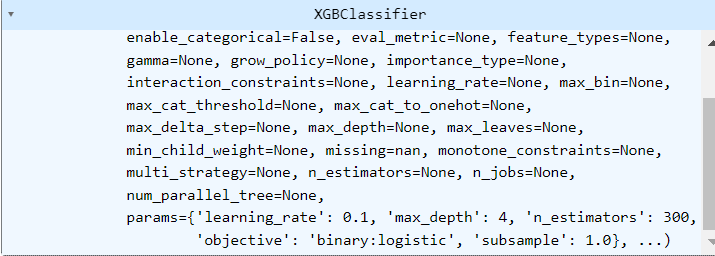 XGBClassifier
enable_categorical=False, eval_metric=None, feature_types=None,
gamma=None, grow_policy=None, importance_type=None,
interaction_constraints=None, learning_rate=None, max_bin=None,
max_cat_threshold=None, max_cat_to_onehot=None,
max_delta_step=None, max_depth=None, max_leaves=None,
min_child_weight=None, missing=nan, monotone_constraints=None,
multi_strategy=None, n_estimators=None, n_jobs=None,
num_parallel_tree=None,
params={'learning_rate': 0.1, 'max_depth': 4, 'n_estimators': 300,
'objective': 'binary:logistic', 'subsample': 1.0}, ...)